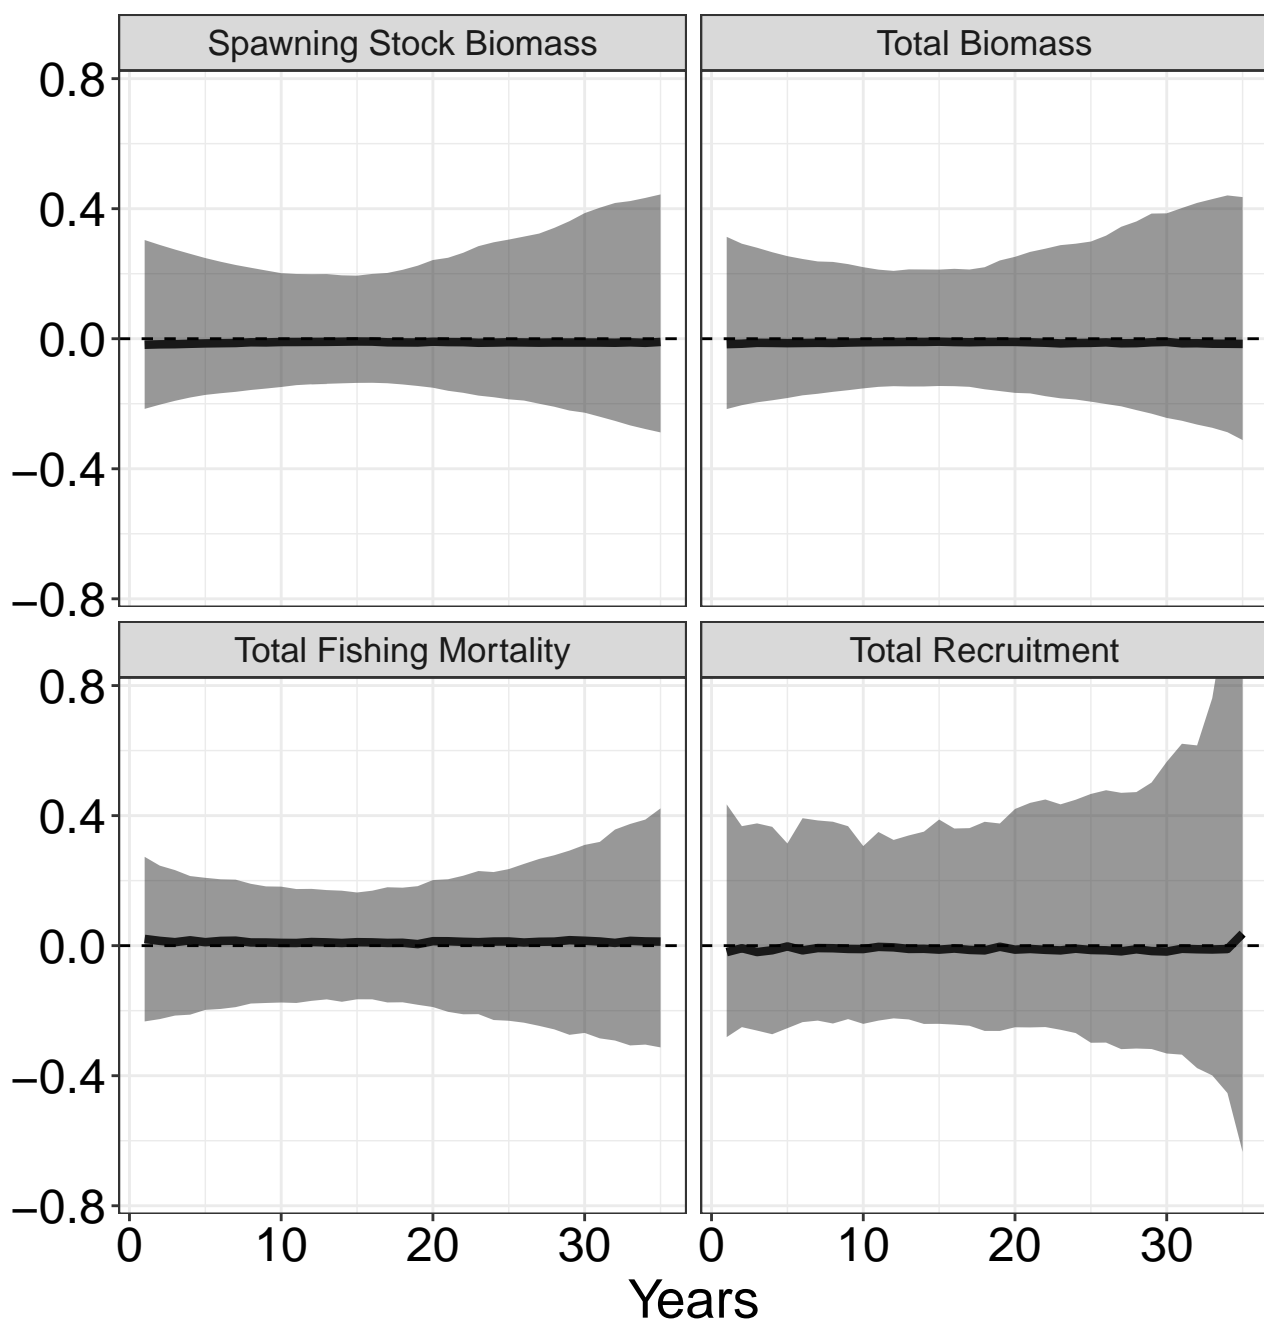 Spawning Stock Biomass
Total Biomass
0.8
0.4
0.0
−0.4
−0.8
Total Fishing Mortality
Total Recruitment
0.8
0.4
0.0
−0.4
−0.8
0 10 20 30
0 10 20 30
Years